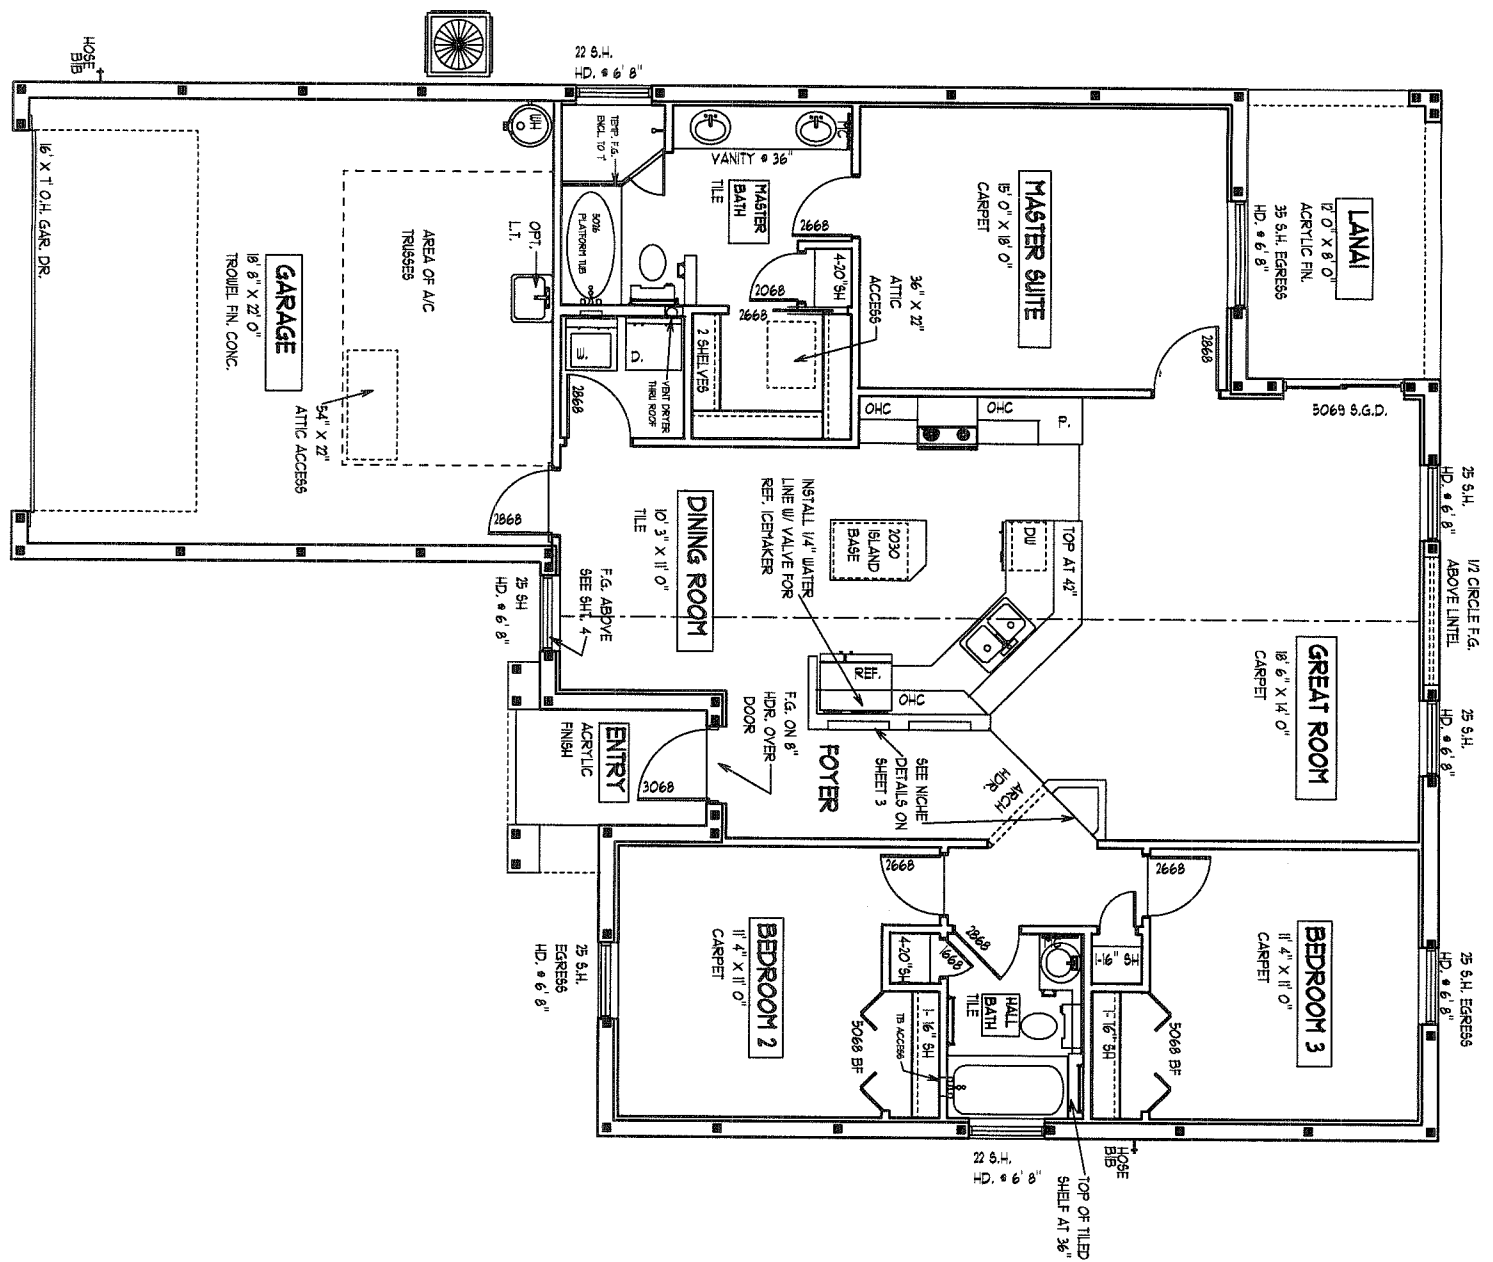 HOSE
BIB
22 S.H.
HD. @ 6' 8"
WH
TEMP. F.G.
ENCL. TO 7'
MC
VANITY @ 36"
MASTER
BATH
TILE
2668
MASTER SUITE
15' 0" X 18' 0"
CARPET
35 S.H. EGRESS
HD. @ 6' 8"
LANAI
12' 0" X 8' 0"
ACRYLIC FIN.
16' X 7' O.H. GAR. DR.
AREA OF A/C
TRUSSES
OPT.
L.T.
5026
PLATFORM TUB
2068
4-20"SH
36" X 22"
ATTIC
ACCESS
2668
2 SHELVES
GARAGE
18' 8" X 22' 0"
TROWEL FIN. CONC.
54" X 22"
ATTIC ACCESS
W.
D.
VENT DRYER
THRU ROOF
2868
2868
5069 S.G.D.
OHC
OHC
P.
25 S.H.
HD. @ 6' 8"
2868
DINING ROOM
10' 3" X 11' 0"
TILE
INSTALL 1/4" WATER
LINE W/ VALVE FOR
REF. ICEMAKER
2030
ISLAND
BASE
DW
TOP AT 42"
1/2 CIRCLE F.G.
ABOVE LINTEL
25 SH
HD. @ 6' 8"
F.G. ABOVE
SEE SHT. 4
REF.
OHC
GREAT ROOM
18' 6" X 14' 0"
CARPET
25 S.H.
HD. @ 6' 8"
ENTRY
ACRYLIC
FINISH
3068
F.G. ON 8"
HDR. OVER
DOOR
FOYER
SEE NICHE
DETAILS ON
SHEET 3
ARCH
HDR.
2668
2668
BEDROOM 2
11' 4" X 11' 0"
CARPET
25 S.H.
EGRESS
HD. @ 6' 8"
4-20"SH
1668
2868
1-16" SH
HALL
BATH
TILE
BEDROOM 3
11' 4" X 11' 0"
CARPET
25 S.H. EGRESS
HD. @ 6' 8"
5068 BF
1-16" SH
TB ACCESS
1-16" SH
5068 BF
22 S.H.
HD. @ 6' 8"
HOSE
BIB
TOP OF TILED
SHELF AT 36"